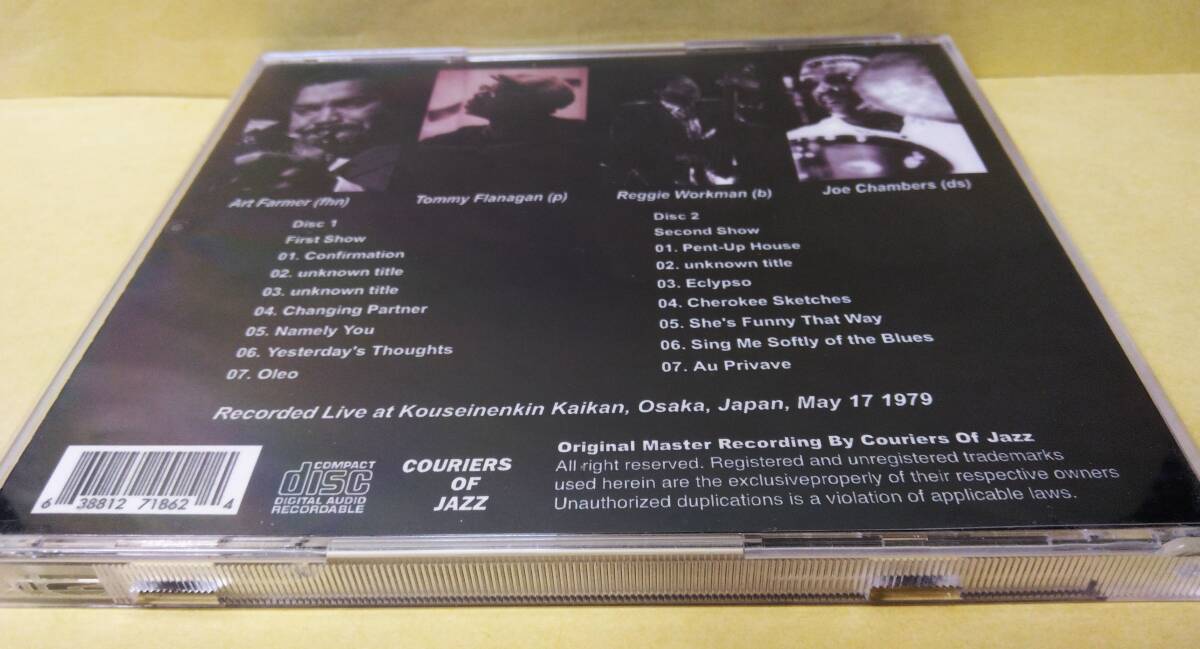 Art Farmer (flhn)
Tommy Flanagan (p)
Reggie Workman (b)
Joe Chambers (ds)
Disc 1
First Show
01. Confirmation
02. unknown title
03. unknown title
04. Changing Partner
05. Namely You
06. Yesterday's Thoughts
07. Oleo
Disc 2
Second Show
01. Pent-Up House
02. unknown title
03. Eclypso
04. Cherokee Sketches
05. She's Funny That Way
06. Sing Me Softly of the Blues
07. Au Privave
Recorded Live at Kouseinenkin Kaikan, Osaka, Japan, May 17 1979
6 38812 71862 4
COMPACT
disc
DIGITAL AUDIO
RECORDABLE
COURIERS
OF
JAZZ
Original Master Recording By Couriers Of Jazz
All right reserved. Registered and unregistered trademarks
used herein are the exclusiveproperly of their respective owners
Unauthorized duplications is a violation of applicable laws.